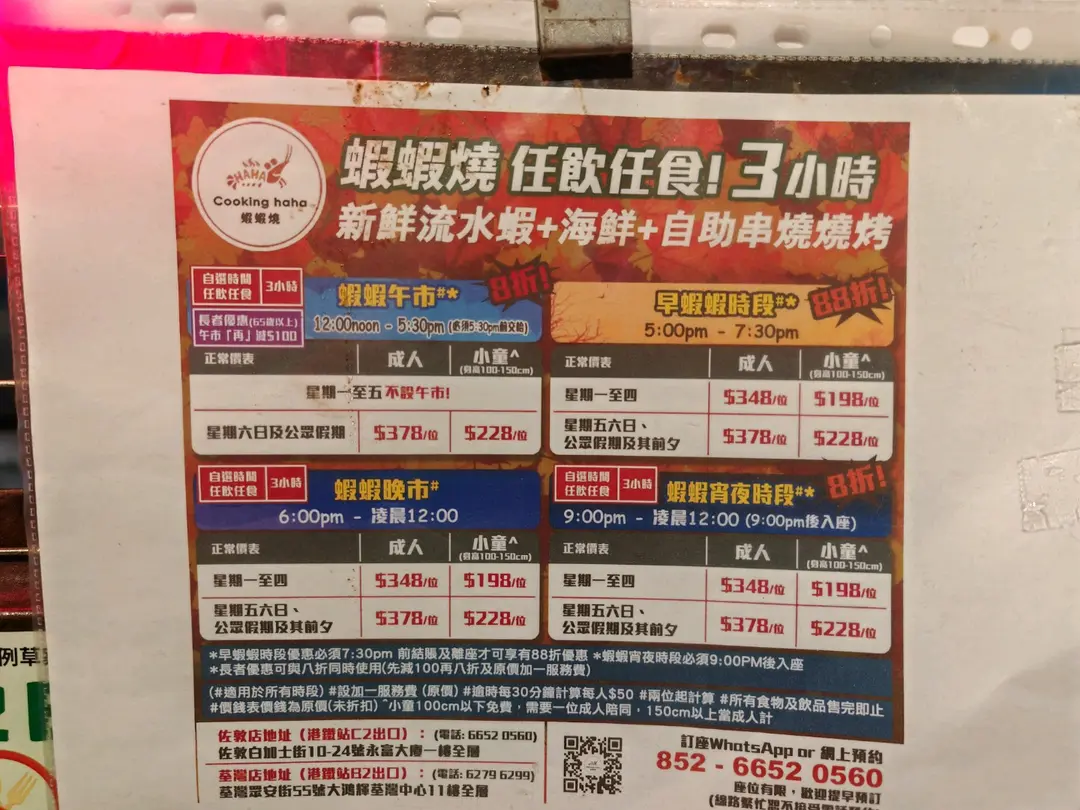 HAHA
Cooking haha
蝦蝦燒
蝦蝦燒 任飲任食! 3小時
新鮮流水蝦+海鮮+自助串燒燒烤
自選時間
任飲任食
3小時
蝦蝦午市#*
8折!
長者優惠(65歲以上)
午市「再」減$100
12:00noon - 5:30pm (必須5:30pm前交給)
正常價表 成人 小童^
(身高100-150cm)
星期一至五不設午市!
星期六日及公眾假期 $378/位 $228/位
早蝦蝦時段#*
88折!
5:00pm - 7:30pm
正常價表 成人 小童^
(身高100-150cm)
星期一至四 $348/位 $198/位
星期五六日、
公眾假期及其前夕 $378/位 $228/位
自選時間
任飲任食
3小時
蝦蝦晚市#
6:00pm - 凌晨12:00
正常價表 成人 小童^
(身高100-150cm)
星期一至四 $348/位 $198/位
星期五六日、
公眾假期及其前夕 $378/位 $228/位
自選時間
任飲任食
3小時
蝦蝦宵夜時段#*
8折!
9:00pm - 凌晨12:00 (9:00pm後入座)
正常價表 成人 小童^
(身高100-150cm)
星期一至四 $348/位 $198/位
星期五六日、
公眾假期及其前夕 $378/位 $228/位
*早蝦蝦時段優惠必須7:30pm 前結賬及離座才可享有88折優惠 *蝦蝦宵夜時段必須9:00PM後入座
*長者優惠可與八折同時使用(先減100再八折及原價加一服務費)
(#適用於所有時段) #設加一服務費 (原價) #逾時每30分鐘計算每人$50 #兩位起計算 #所有食物及飲品售完即止
#價錢表價錢為原價(未折扣) ^小童100cm以下免費，需要一位成人陪同，150cm以上當成人計
佐敦店地址（港鐵站C2出口）：(電話: 6652 0560)
佐敦白加士街10-24號永富大廈一樓全層
荃灣店地址（港鐵站B2出口）：(電話: 6279 6299)
荃灣眾安街55號大鴻輝荃灣中心11樓全層
訂座WhatsApp or 網上預約
852 - 6652 0560
座位有限，歡迎提早預訂
例草